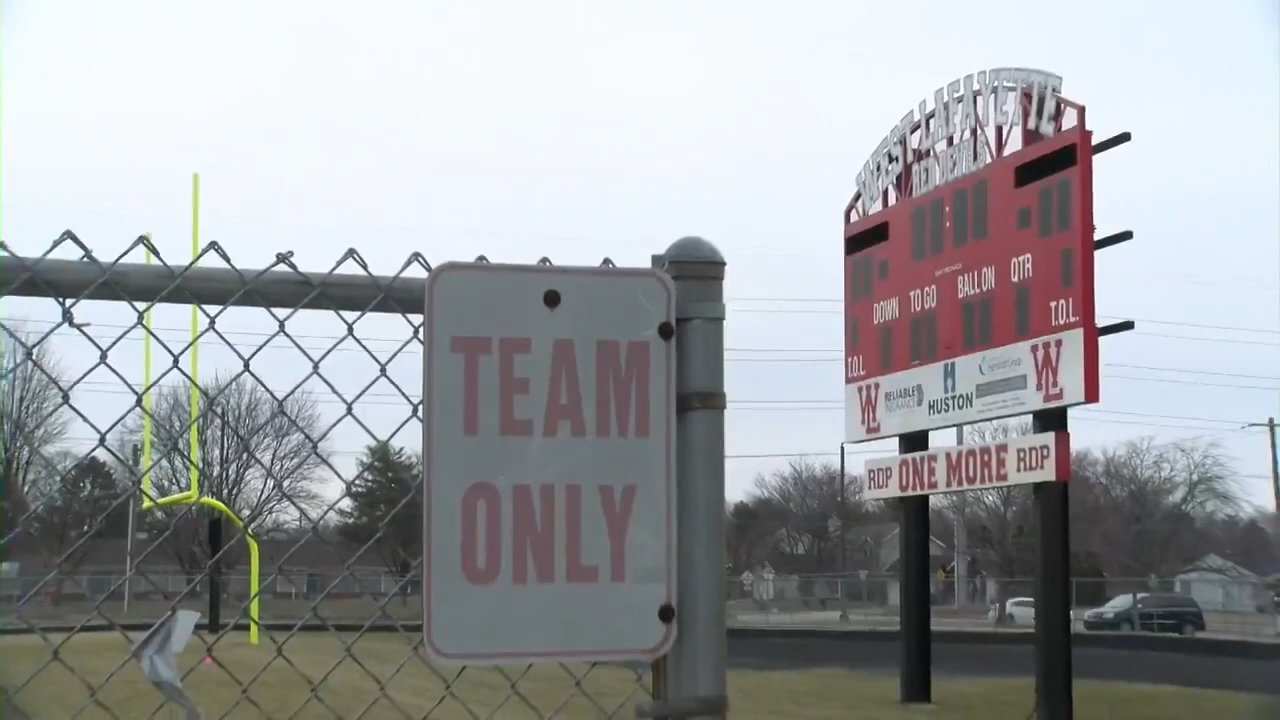 TEAM
ONLY
WEST LAFAYETTE
RED DEVILS
DOWN TO GO BALL ON QTR
T.O.L. T.O.L.
WL RELIABLE INSURANCE H HUSTON WL
RDP ONE MORE RDP